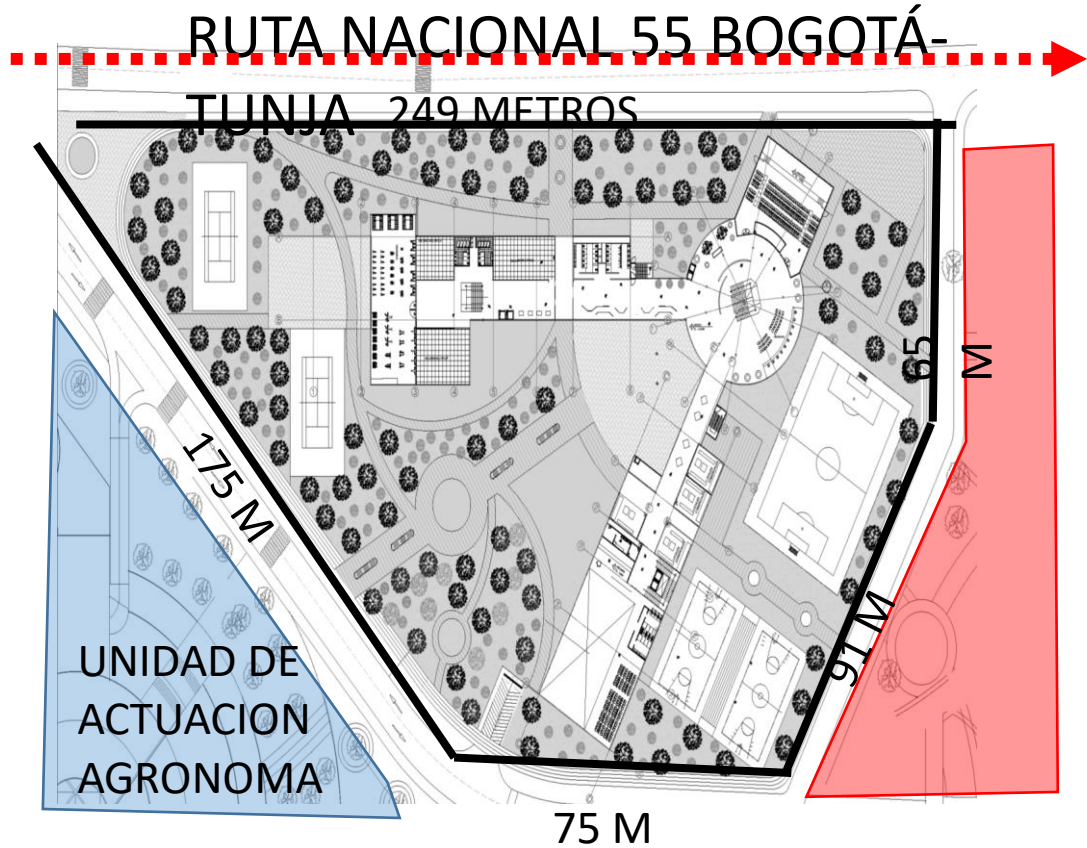 RUTA NACIONAL 55 BOGOTÁ-
TUNJA
249 METROS
65
M
175 M
91 M
UNIDAD DE
ACTUACION
AGRONOMA
75 M